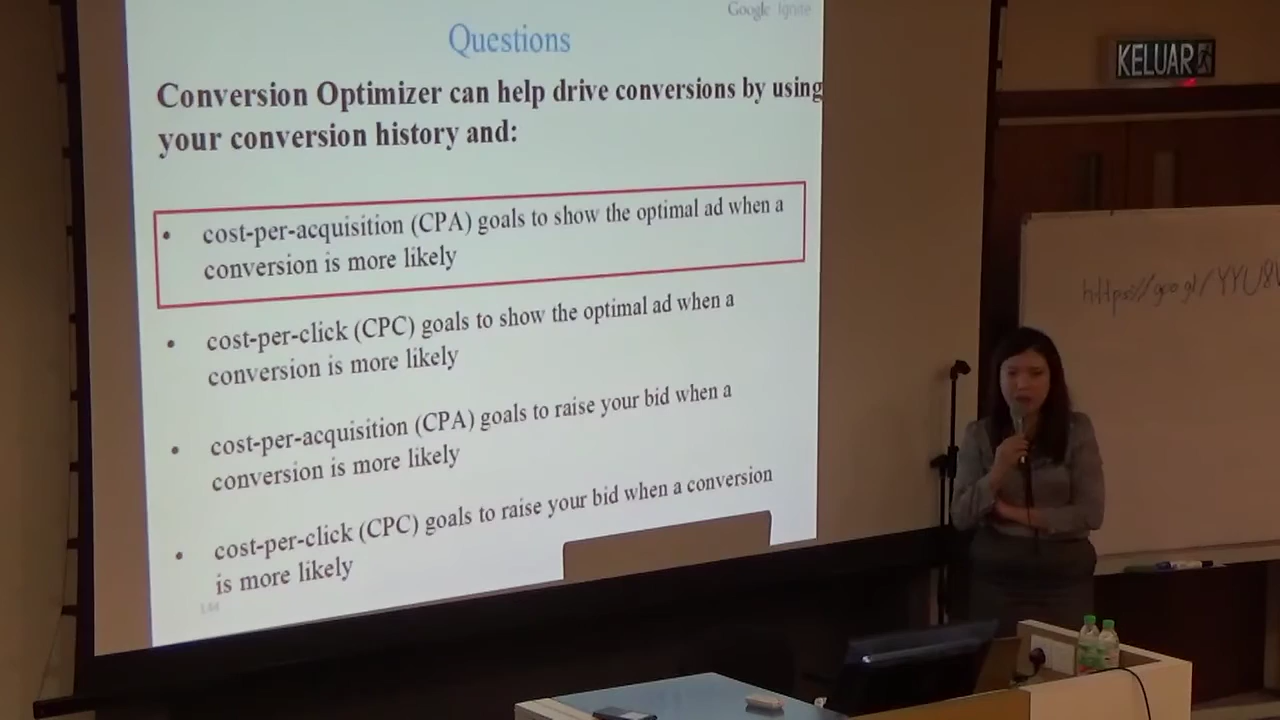 Google Ignite
KELUAR
Questions
Conversion Optimizer can help drive conversions by using
your conversion history and:
• cost-per-acquisition (CPA) goals to show the optimal ad when a
conversion is more likely
• cost-per-click (CPC) goals to show the optimal ad when a
conversion is more likely
• cost-per-acquisition (CPA) goals to raise your bid when a
conversion is more likely
• cost-per-click (CPC) goals to raise your bid when a conversion
is more likely